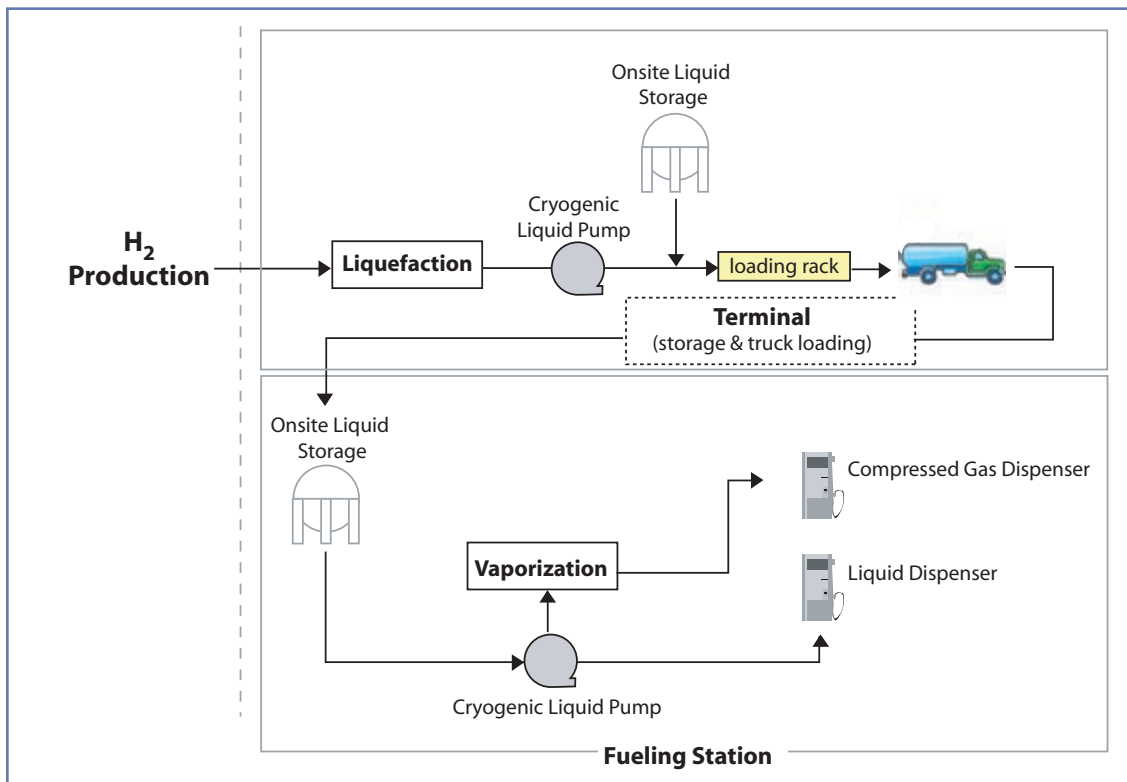 Onsite Liquid
Storage
Cryogenic
Liquid Pump
H₂
Production
Liquefaction
loading rack
Terminal
(storage & truck loading)
Onsite Liquid
Storage
Compressed Gas Dispenser
Vaporization
Liquid Dispenser
Cryogenic Liquid Pump
Fueling Station